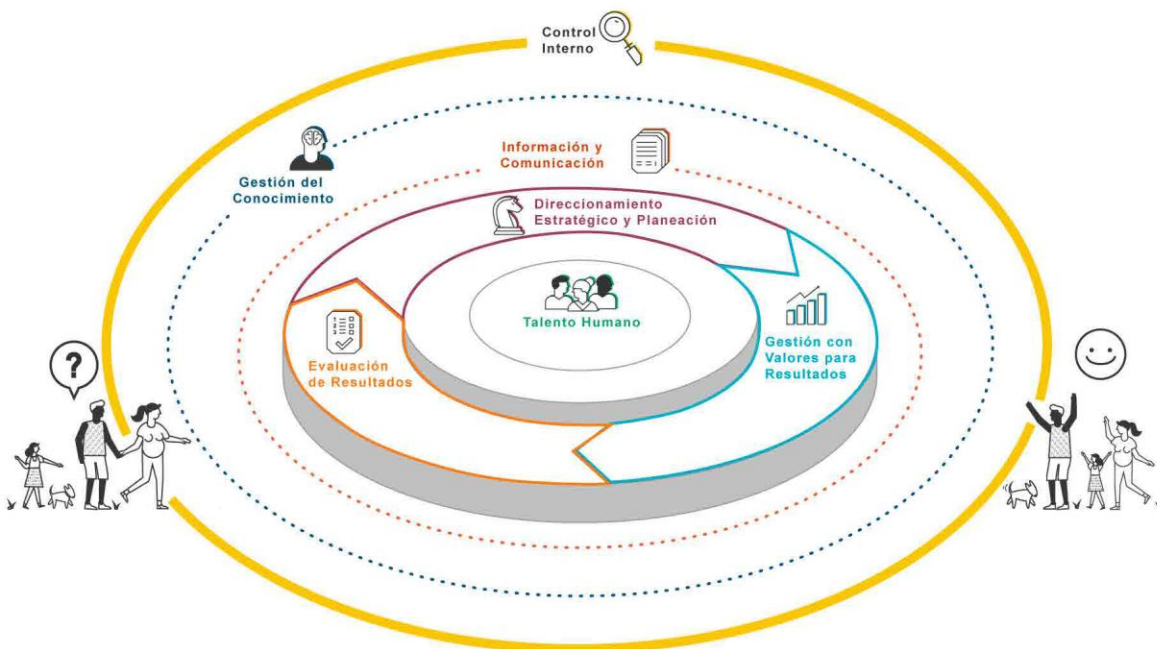 Control
Interno
Información y
Comunicación
Gestión del
Conocimiento
Direccionamiento
Estratégico y Planeación
Talento Humano
Gestión con
Valores para
Resultados
Evaluación
de Resultados
?